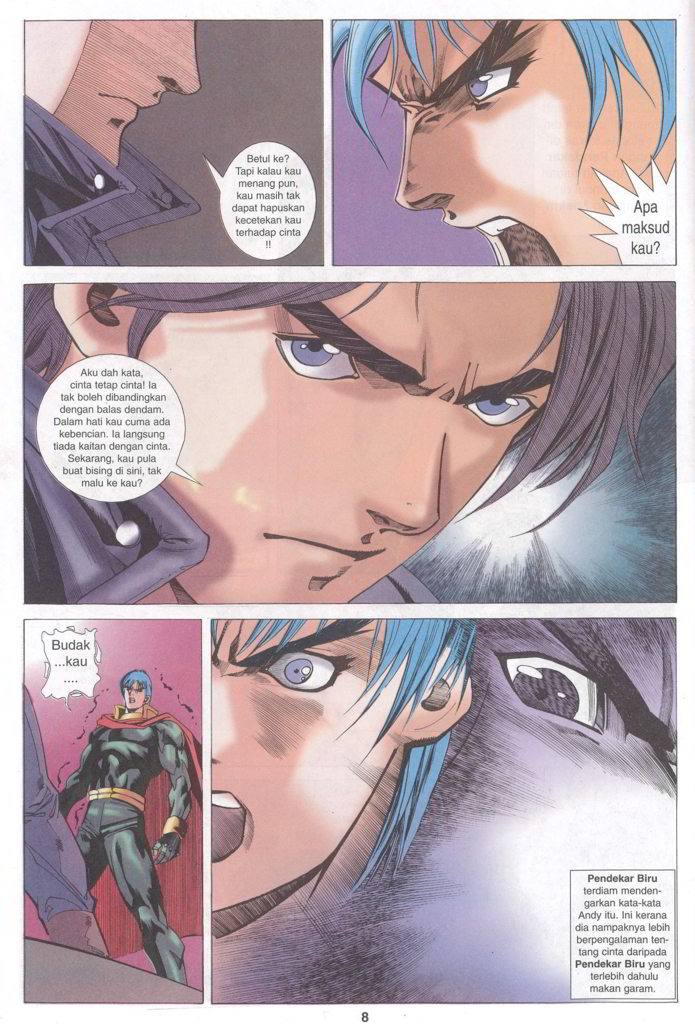 Betul ke?
Tapi kalau kau
menang pun,
kau masih tak
dapat hapuskan
kecetekan kau
terhadap cinta
!!
Apa
maksud
kau?
Aku dah kata,
cinta tetap cinta! Ia
tak boleh dibandingkan
dengan balas dendam.
Dalam hati kau cuma ada
kebencian. Ia langsung
tiada kaitan dengan cinta.
Sekarang, kau pula
buat bising di sini, tak
malu ke kau?
Budak
...kau
....
Pendekar Biru
terdiam menden-
garkan kata-kata
Andy itu. Ini kerana
dia nampaknya lebih
berpengalaman ten-
tang cinta daripada
Pendekar Biru yang
terlebih dahulu
makan garam.
8